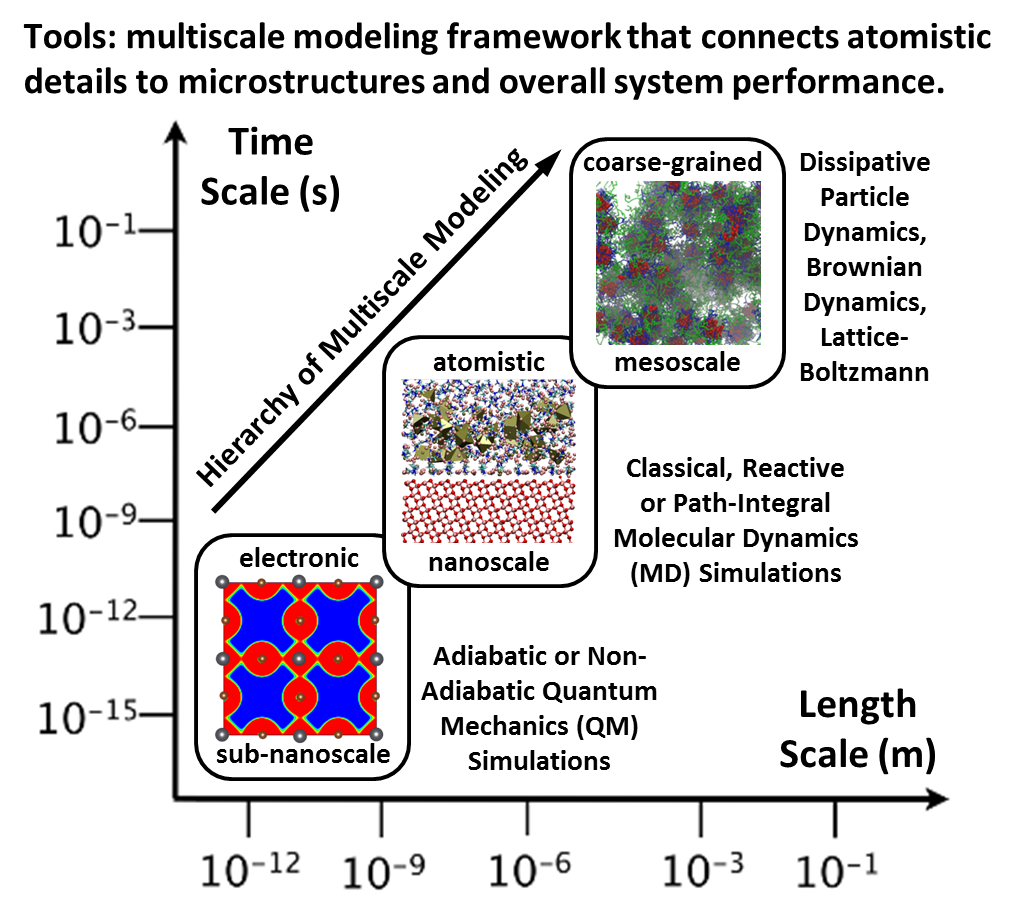 Tools: multiscale modeling framework that connects atomistic
details to microstructures and overall system performance.
Time
Scale (s)
10⁻¹
10⁻³
10⁻⁶
10⁻⁹
10⁻¹²
10⁻¹⁵
Hierarchy of Multiscale Modeling
coarse-grained
mesoscale
Dissipative
Particle
Dynamics,
Brownian
Dynamics,
Lattice-
Boltzmann
atomistic
nanoscale
Classical, Reactive
or Path-Integral
Molecular Dynamics
(MD) Simulations
electronic
sub-nanoscale
Adiabatic or Non-
Adiabatic Quantum
Mechanics (QM)
Simulations
Length
Scale (m)
10⁻¹² 10⁻⁹ 10⁻⁶ 10⁻³ 10⁻¹